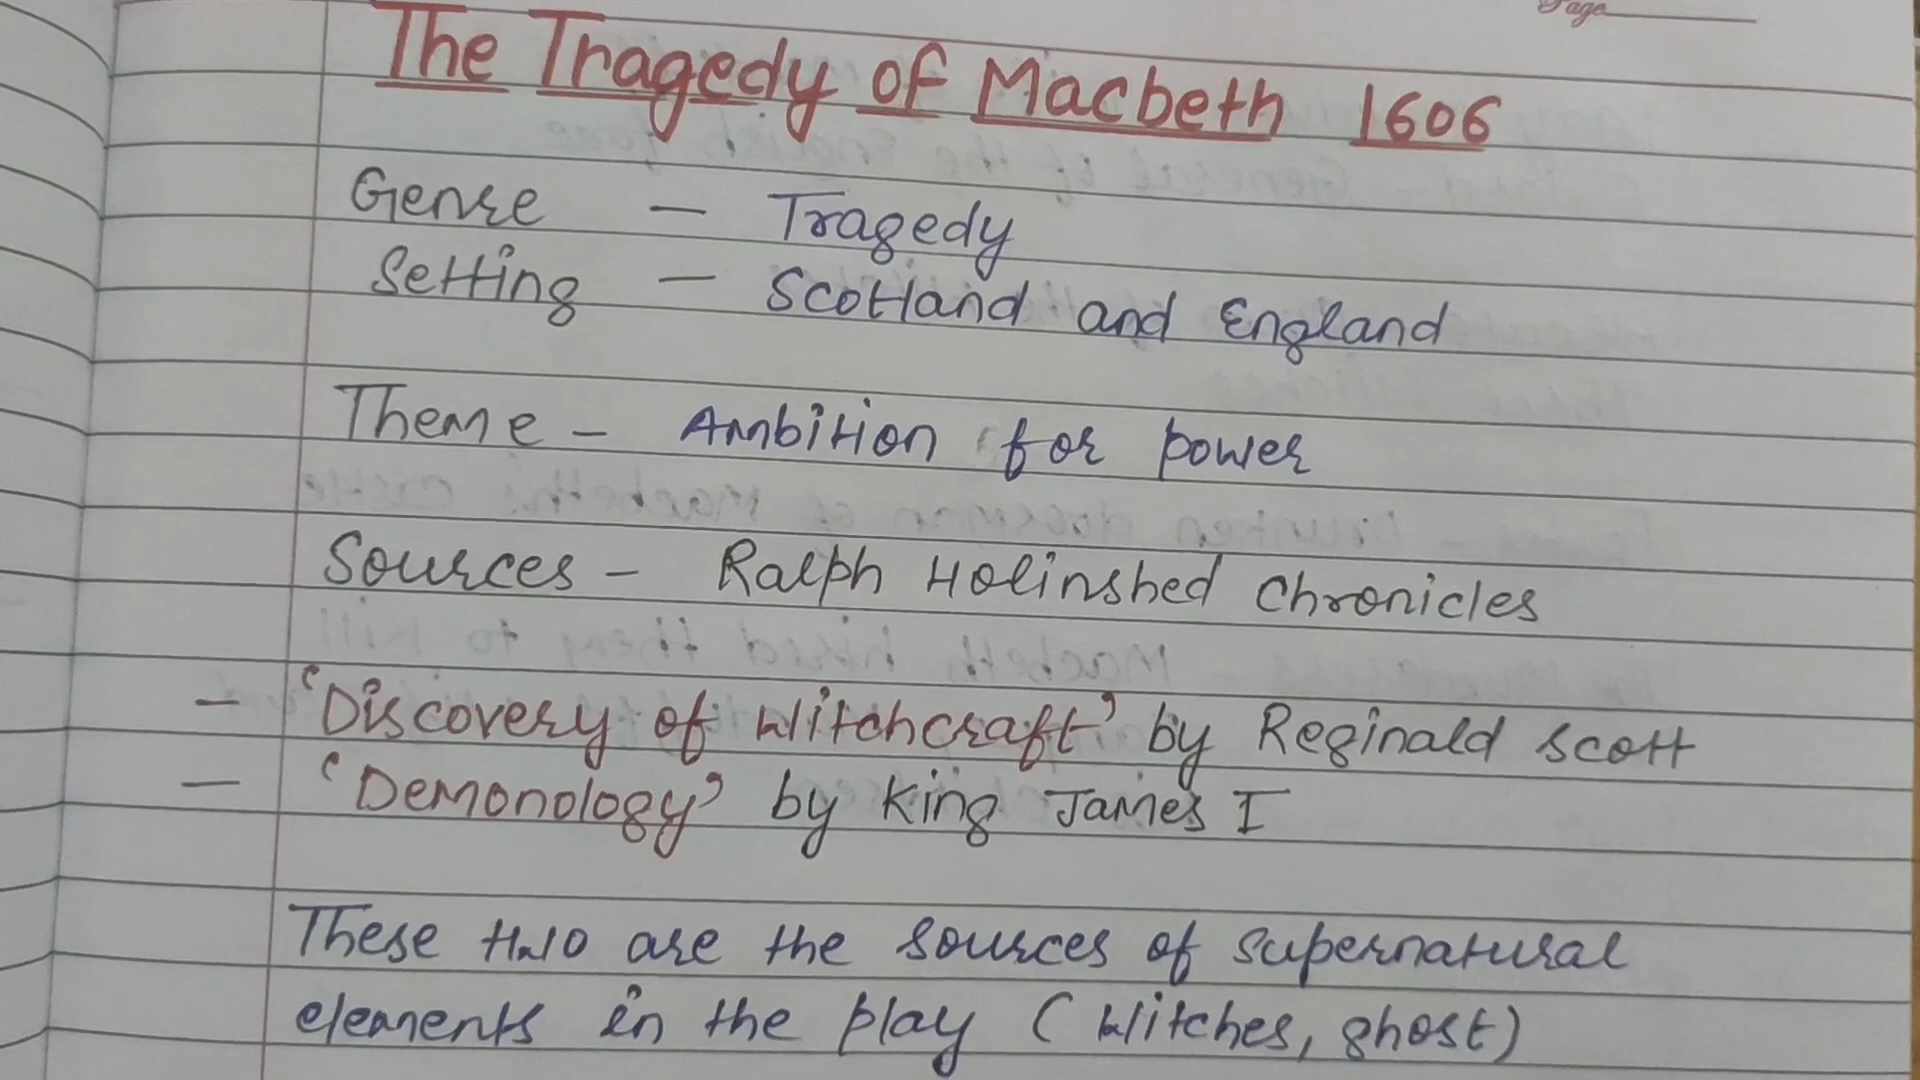 Page
The Tragedy of Macbeth 1606
Genre - Tragedy
Setting - Scotland and England
Theme - Ambition for power
Sources - Ralph Holinshed Chronicles
- 'Discovery of Witchcraft' by Reginald Scott
- 'Demonology' by King James I
These two are the sources of supernatural
elements in the play (Witches, ghost)